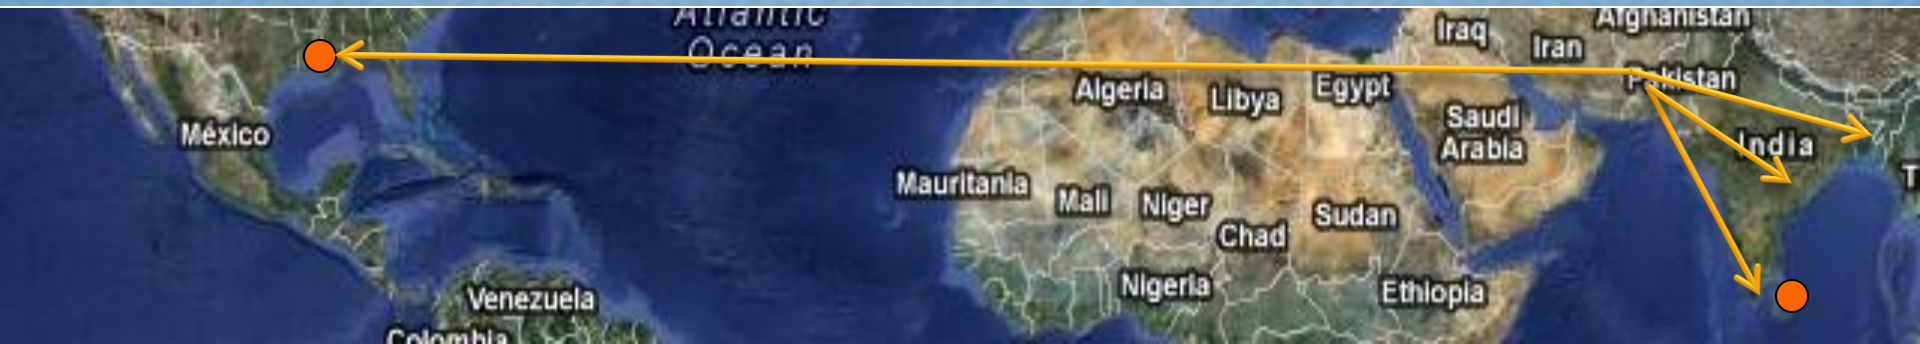 Atlantic
Ocean
México
Venezuela
Colombia
Mauritania
Algeria
Libya
Egypt
Mali
Niger
Chad
Sudan
Nigeria
Ethiopia
Iraq
Iran
Afghanistan
Pakistan
Saudi
Arabia
India
T